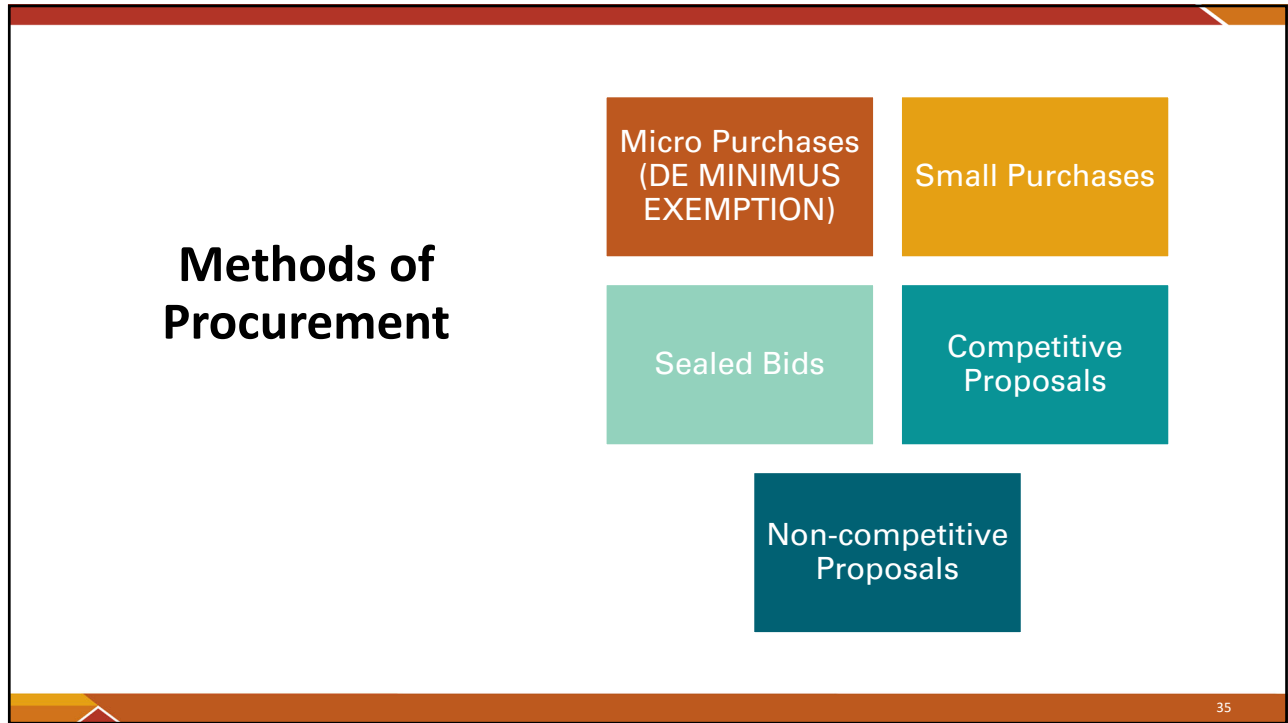 Methods of
Procurement
Micro Purchases
(DE MINIMUS
EXEMPTION)
Small Purchases
Sealed Bids
Competitive
Proposals
Non-competitive
Proposals
35